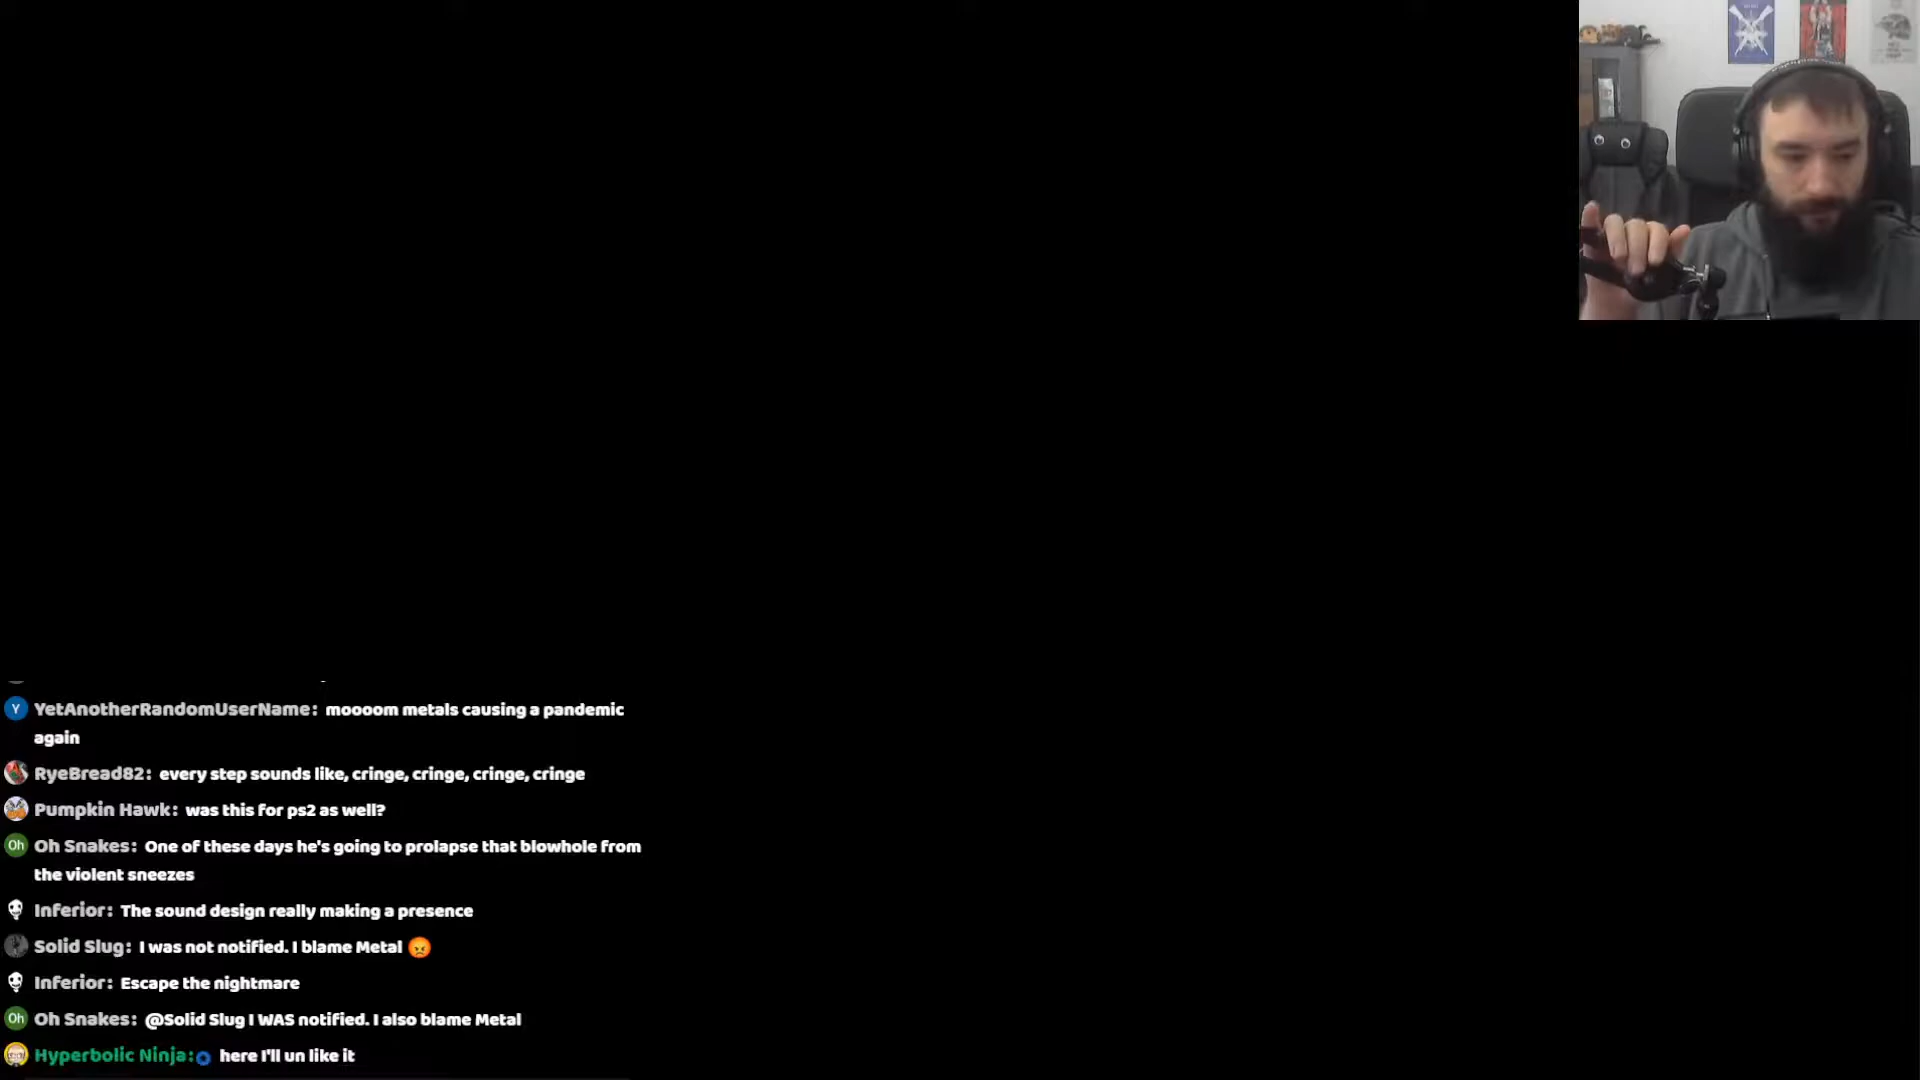 YetAnotherRandomUserName: moooom metals causing a pandemic
again
RyeBread82: every step sounds like, cringe, cringe, cringe, cringe
Pumpkin Hawk: was this for ps2 as well?
Oh Oh Snakes: One of these days he's going to prolapse that blowhole from
the violent sneezes
Inferior: The sound design really making a presence
Solid Slug: I was not notified. I blame Metal 😡
Inferior: Escape the nightmare
Oh Oh Snakes: @Solid Slug I WAS notified. I also blame Metal
Hyperbolic Ninja: here I'll un like it